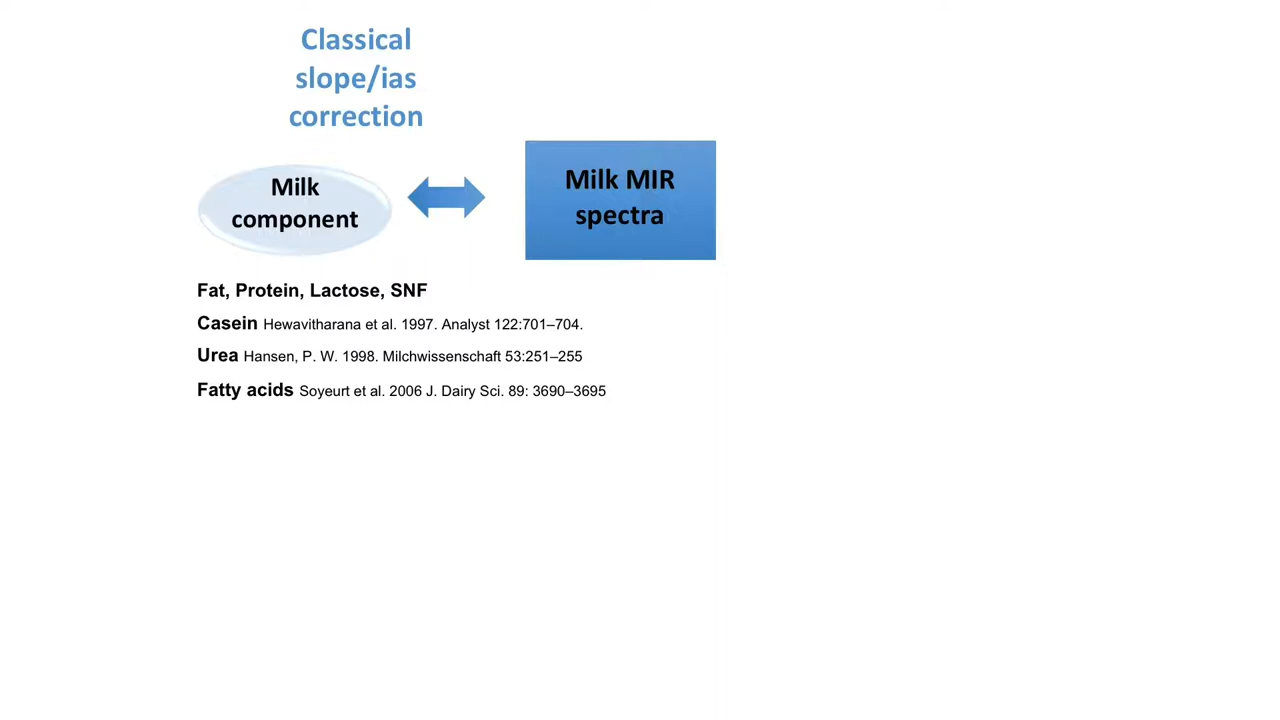 Classical
slope/ias
correction
Milk
component
Milk MIR
spectra
Fat, Protein, Lactose, SNF
Casein Hewavitharana et al. 1997. Analyst 122:701–704.
Urea Hansen, P. W. 1998. Milchwissenschaft 53:251–255
Fatty acids Soyeurt et al. 2006 J. Dairy Sci. 89: 3690–3695